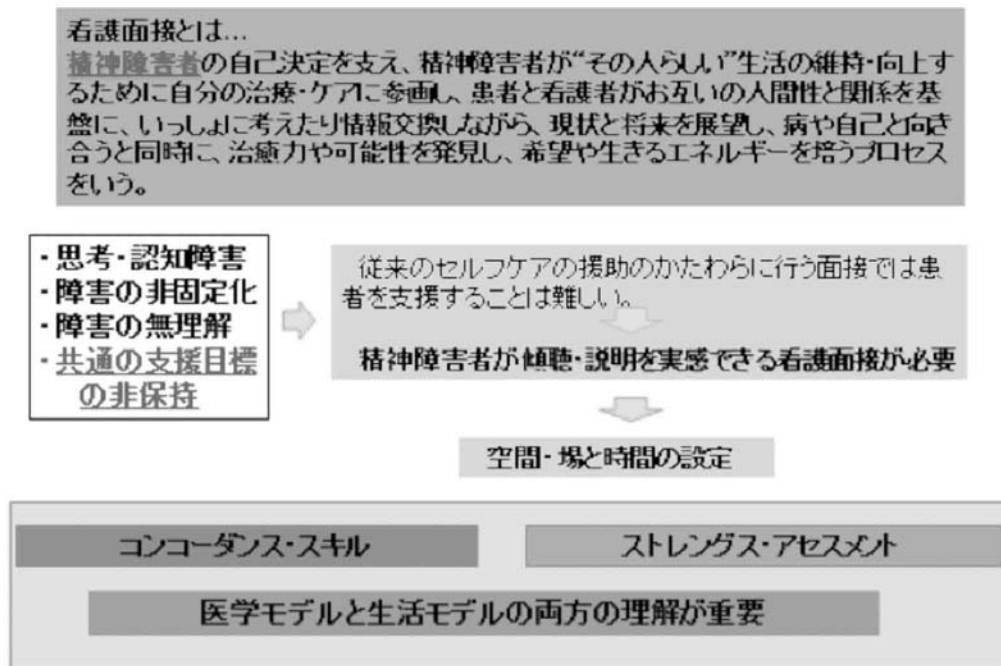 看護面接とは…
精神障害者の自己決定を支え、精神障害者が“その人らしい”生活の維持・向上す
るために自分の治療・ケアに参画し、患者と看護者がお互いの人間性と関係を基
盤に、いっしょに考えたり情報交換しながら、現状と将来を展望し、病や自己と向き
合うと同時に、治癒力や可能性を発見し、希望や生きるエネルギーを培うプロセス
をいう。
・思考・認知障害
・障害の非固定化
・障害の無理解
・共通の支援目標
の非保持
従来のセルフケアの援助のかたわらに行う面接では患
者を支援することは難しい。
精神障害者が傾聴・説明を実感できる看護面接が必要
空間・場と時間の設定
コンコーダンス・スキル
ストレングス・アセスメント
医学モデルと生活モデルの両方の理解が重要